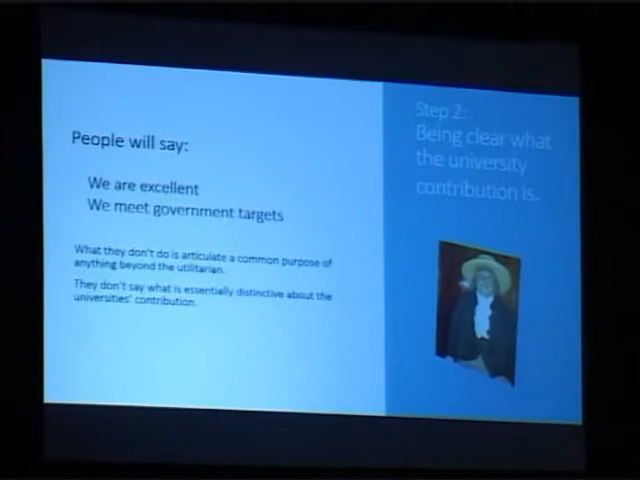 People will say:
We are excellent
We meet government targets
What they don't do is articulate a common purpose of
anything beyond the utilitarian.
They don't say what is essentially distinctive about the
universities' contribution.
Step 2:
Being clear what
the university
contribution is.